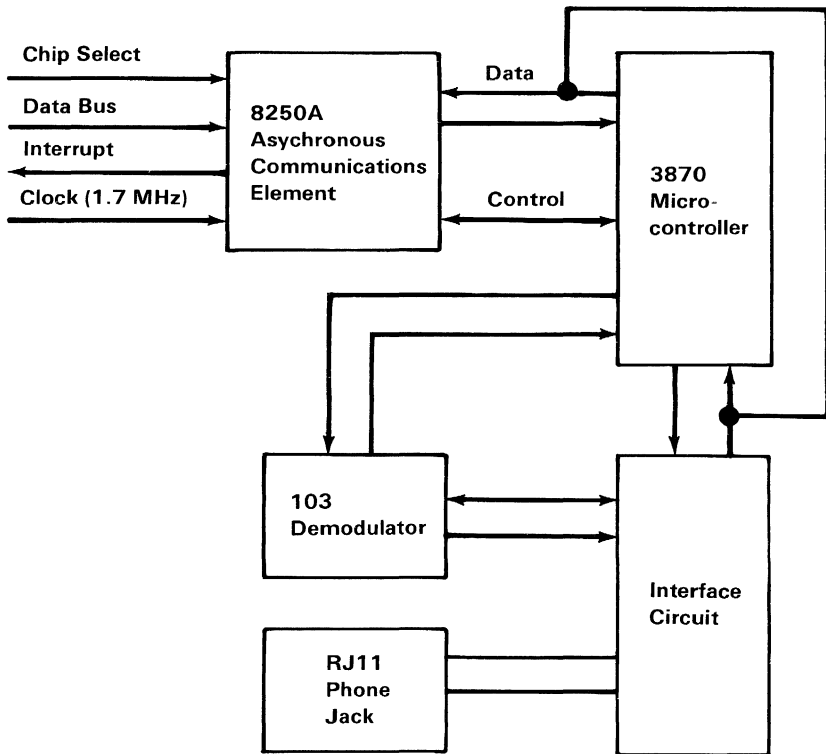 Chip Select
Data Bus
Interrupt
Clock (1.7 MHz)
8250A
Asychronous
Communications
Element
Data
Control
3870
Micro-
controller
103
Demodulator
Interface
Circuit
RJ11
Phone
Jack